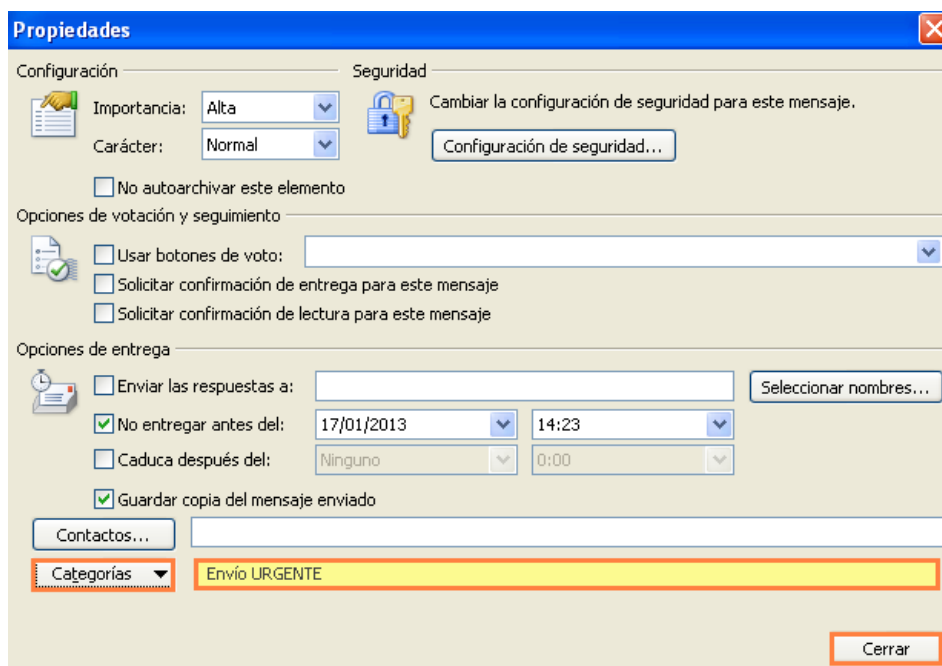 Propiedades
Configuración Seguridad
Importancia: Alta Cambiar la configuración de seguridad para este mensaje.
Carácter: Normal Configuración de seguridad...
No autoarchivar este elemento
Opciones de votación y seguimiento
Usar botones de voto:
Solicitar confirmación de entrega para este mensaje
Solicitar confirmación de lectura para este mensaje
Opciones de entrega
Enviar las respuestas a: Seleccionar nombres...
No entregar antes del: 17/01/2013 14:23
Caduca después del: Ninguno 0:00
Guardar copia del mensaje enviado
Contactos...
Categorías Envío URGENTE
Cerrar